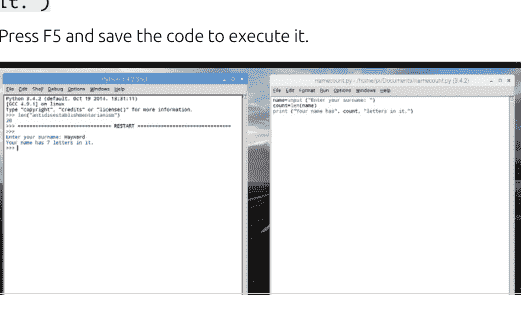 it. )
Press F5 and save the code to execute it.
Python 3.4.2 Shell
File Edit Shell Debug Options Windows Help
Python 3.4.2 (default, Oct 19 2014, 13:31:11)
[GCC 4.9.1] on linux
Type "copyright", "credits" or "license()" for more information.
>>> len("antidisestablishmentarianism")
28
>>> ================================ RESTART ================================
>>>
Enter your surname: Hayward
Your name has 7 letters in it.
>>>
namecount.py - /home/pi/Documents/namecount.py (3.4.2)
File Edit Format Run Options Windows Help
name=input ("Enter your surname: ")
count=len(name)
print ("Your name has", count, "letters in it.")